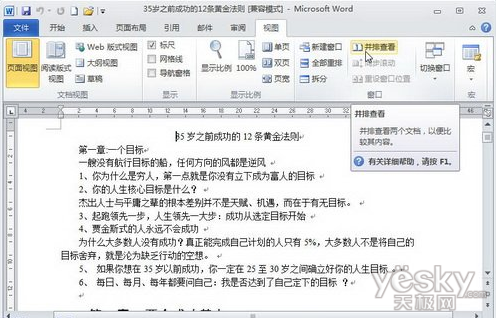 35岁之前成功的12条黄金法则 [兼容模式] - Microsoft Word
文件 开始 插入 页面布局 引用 邮件 审阅 视图
页面视图 阅读版式视图 Web 版式视图 大纲视图 草稿
文档视图
标尺 网格线 导航窗格
显示
显示比例 100% 单页 双页 页宽
显示比例
新建窗口 全部重排 拆分 并排查看 同步滚动 重设窗口位置 切换窗口
窗口
宏
宏
并排查看
并排查看两个文档，以便比
较其内容。
有关详细帮助，请按 F1。
35 岁之前成功的 12 条黄金法则
第一章:一个目标
一艘没有航行目标的船，任何方向的风都是逆风
1、你为什么是穷人，第一点就是你没有立下成为富人的目标
2、你的人生核心目标是什么？
杰出人士与平庸之辈的根本差别并不是天赋、机遇，而在于有无目标。
3、起跑领先一步，人生领先一大步：成功从选定目标开始
4、贾金斯式的人永远不会成功
为什么大多数人没有成功？真正能完成自己计划的人只有 5%，大多数人不是将自己的
目标舍弃，就是沦为缺乏行动的空想。
5、 如果你想在 35 岁以前成功，你一定在 25 至 30 岁之间确立好你的人生目标
6、 每日、每月、每年都要问自己：我是否达到了自己定下的目标 ？
yesky
天极网